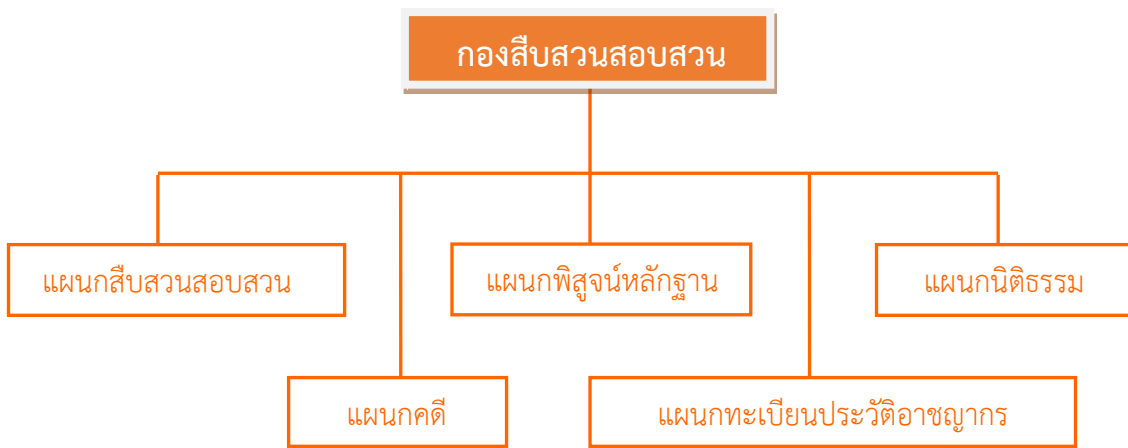 กองสืบสวนสอบสวน
แผนกสืบสวนสอบสวน
แผนกพิสูจน์หลักฐาน
แผนกนิติธรรม
แผนกคดี
แผนกทะเบียนประวัติอาชญากร